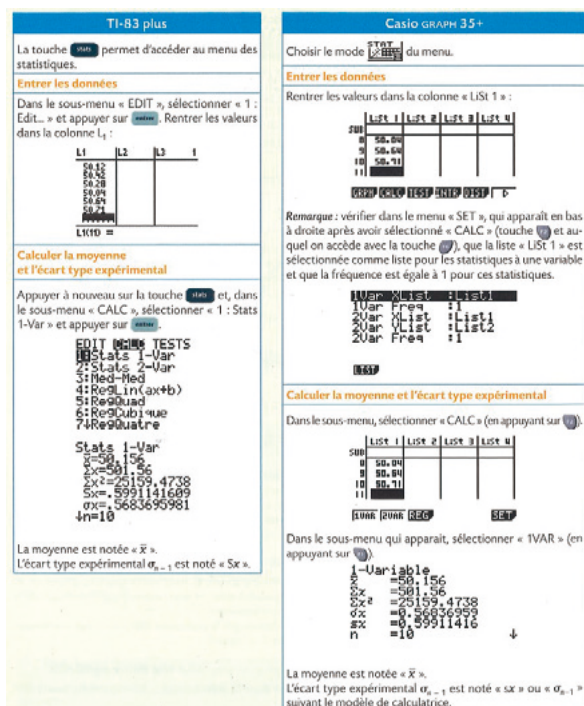 TI-83 plus
La touche stats permet d'accéder au menu des
statistiques.
Entrer les données
Dans le sous-menu « EDIT », sélectionner « 1 :
Edit... » et appuyer sur entrer. Rentrer les valeurs
dans la colonne L₁ :
L1 L2 L3 1
50.12
50.42
50.28
50.04
50.64
50.71
L1(11) =
Calculer la moyenne
et l'écart type expérimental
Appuyer à nouveau sur la touche stats et, dans
le sous-menu « CALC », sélectionner « 1 : Stats
1-Var » et appuyer sur entrer.
EDIT CALC TESTS
1:Stats 1-Var
2:Stats 2-Var
3:Med-Med
4:RegLin(ax+b)
5:RegQuad
6:RegCubique
7↓RegQuatre
Stats 1-Var
x̄=50.156
Σx=501.56
Σx²=25159.4738
Sx=.5991141609
σx=.5683695981
↓n=10
La moyenne est notée « x̄ ».
L'écart type expérimental σₙ₋₁ est noté « Sx ».
Casio GRAPH 35+
Choisir le mode STAT du menu.
Entrer les données
Rentrer les valeurs dans la colonne « LiSt 1 » :
LiSt 1 LiSt 2 LiSt 3 LiSt 4
SUB
8 50.04
9 50.64
10 50.71
11
GRPH CALC TEST INTR DIST ▷
Remarque : vérifier dans le menu « SET », qui apparaît en bas
à droite après avoir sélectionné « CALC » (touche F2 et au-
quel on accède avec la touche F6), que la liste « LiSt 1 » est
sélectionnée comme liste pour les statistiques à une variable
et que la fréquence est égale à 1 pour ces statistiques.
1Var XList :List1
1Var Freq :1
2Var XList :List1
2Var YList :List2
2Var Freq :1
LIST
Calculer la moyenne et l'écart type expérimental
Dans le sous-menu, sélectionner « CALC » (en appuyant sur F2).
LiSt 1 LiSt 2 LiSt 3 LiSt 4
SUB
8 50.04
9 50.64
10 50.71
11
1VAR 2VAR REG SET
Dans le sous-menu qui apparait, sélectionner « 1VAR » (en
appuyant sur F1).
1-Variable
x̄ =50.156
Σx =501.56
Σx² =25159.4738
σx =0.56836959
sx =0.59911416
n =10 ↓
La moyenne est notée « x̄ ».
L'écart type expérimental σₙ₋₁ est noté « sx » ou « σₙ₋₁ »
suivant le modèle de calculatrice.